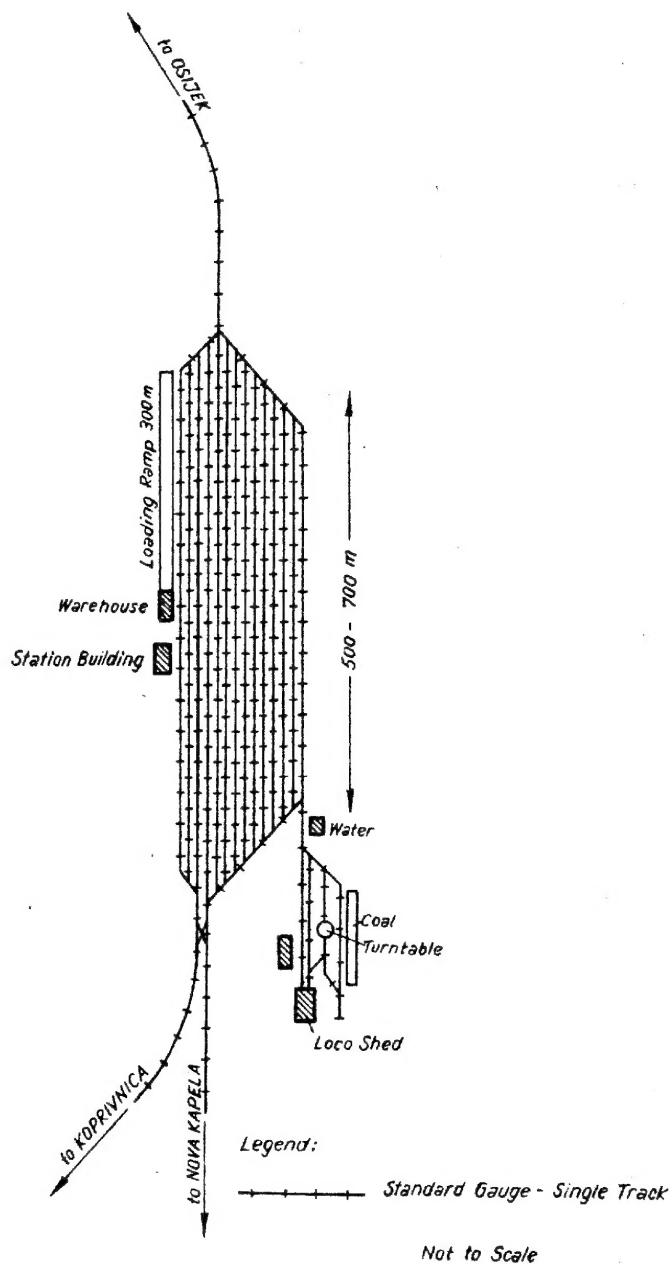 to OSIJEK
Loading Ramp 300m
500 - 700 m
Warehouse
Station Building
Water
Coal
Turntable
Loco Shed
to KOPRIVNICA
to NOVA KAPELA
Legend:
Standard Gauge - Single Track
Not to Scale